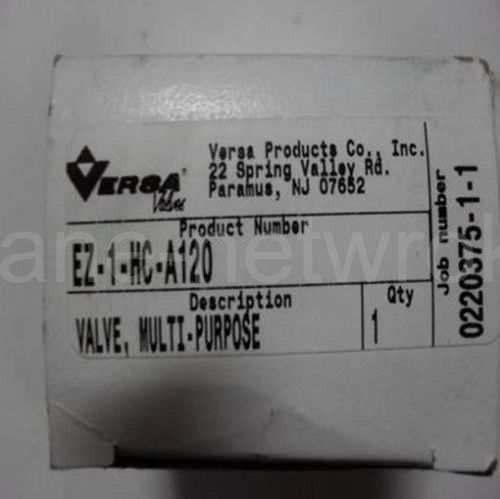 VERSA®
Valve
Versa Products Co., Inc.
22 Spring Valley Rd.
Paramus, NJ 07652
Product Number
EZ-1-HC-A120
Description
VALVE, MULTI-PURPOSE
Qty
1
Job number
0220375-1-1